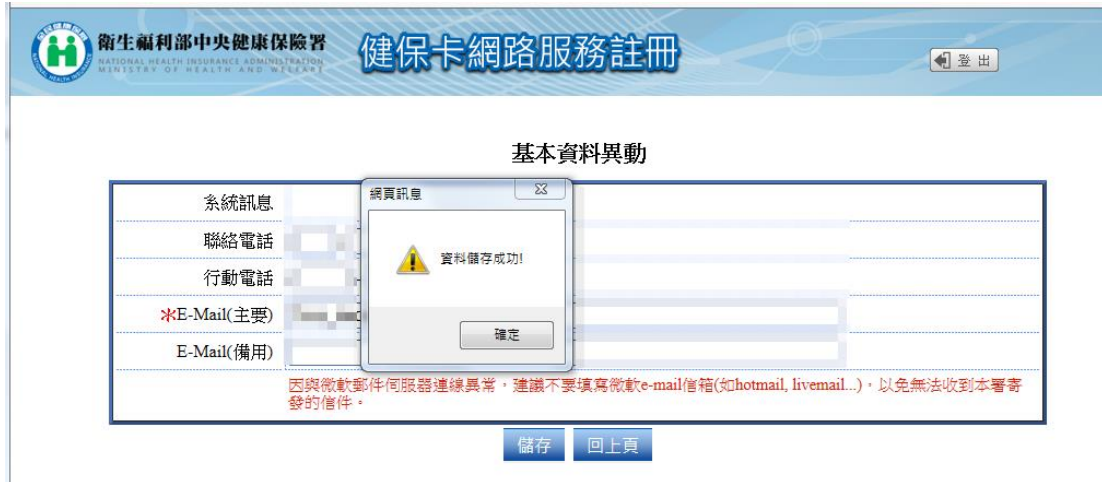 衛生福利部中央健康保險署
NATIONAL HEALTH INSURANCE ADMINISTRATION
MINISTRY OF HEALTH AND WELFARE
健保卡網路服務註冊
登出
基本資料異動
系統訊息
聯絡電話
行動電話
*E-Mail(主要)
E-Mail(備用)
網頁訊息
資料儲存成功!
確定
因與微軟郵件伺服器連線異常，建議不要填寫微軟e-mail信箱(如hotmail, livemail...)，以免無法收到本署寄
發的信件。
儲存
回上頁